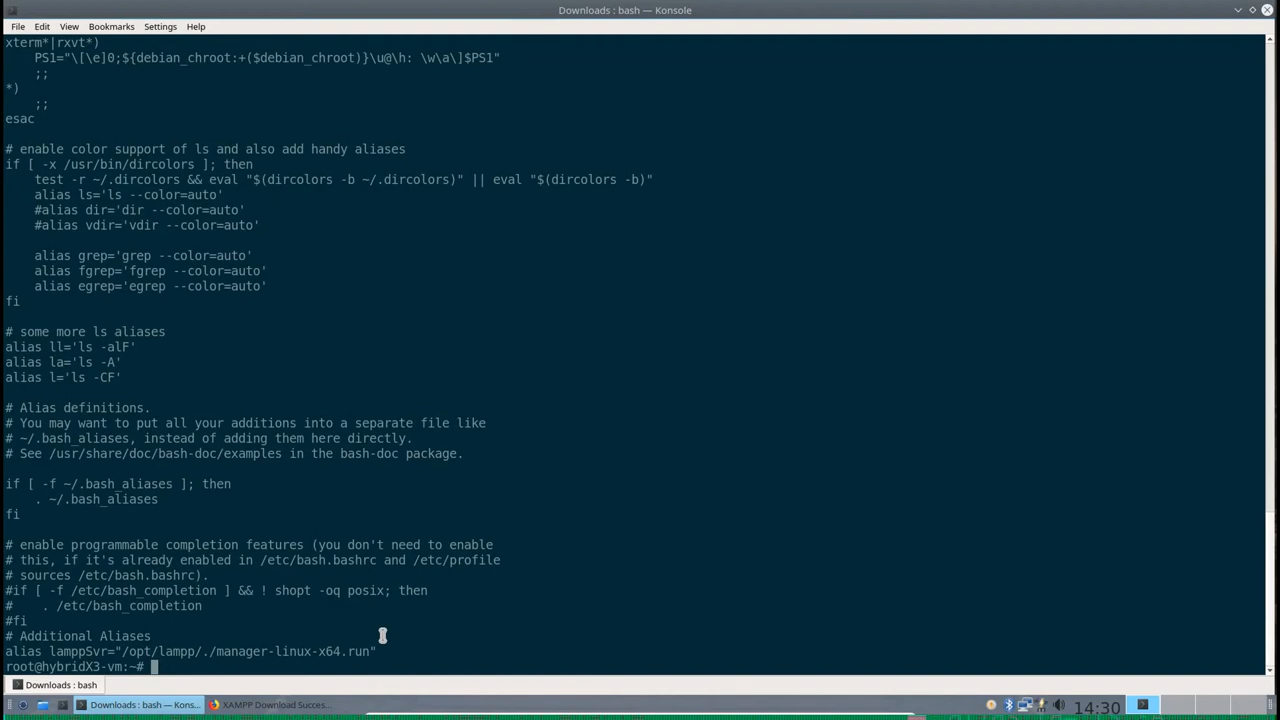 Downloads : bash — Konsole
File Edit View Bookmarks Settings Help
xterm*|rxvt*)
    PS1="\[\e]0;${debian_chroot:+($debian_chroot)}\u@\h: \w\a\]$PS1"
    ;;
*)
    ;;
esac

# enable color support of ls and also add handy aliases
if [ -x /usr/bin/dircolors ]; then
    test -r ~/.dircolors && eval "$(dircolors -b ~/.dircolors)" || eval "$(dircolors -b)"
    alias ls='ls --color=auto'
    #alias dir='dir --color=auto'
    #alias vdir='vdir --color=auto'

    alias grep='grep --color=auto'
    alias fgrep='fgrep --color=auto'
    alias egrep='egrep --color=auto'
fi

# some more ls aliases
alias ll='ls -alF'
alias la='ls -A'
alias l='ls -CF'

# Alias definitions.
# You may want to put all your additions into a separate file like
# ~/.bash_aliases, instead of adding them here directly.
# See /usr/share/doc/bash-doc/examples in the bash-doc package.

if [ -f ~/.bash_aliases ]; then
    . ~/.bash_aliases
fi

# enable programmable completion features (you don't need to enable
# this, if it's already enabled in /etc/bash.bashrc and /etc/profile
# sources /etc/bash.bashrc).
#if [ -f /etc/bash_completion ] && ! shopt -oq posix; then
#    . /etc/bash_completion
#fi
# Additional Aliases
alias lamppSvr="/opt/lampp/./manager-linux-x64.run"
root@hybridX3-vm:~#
Downloads : bash
Downloads : bash — Kons... XAMPP Download Succes... 14:30